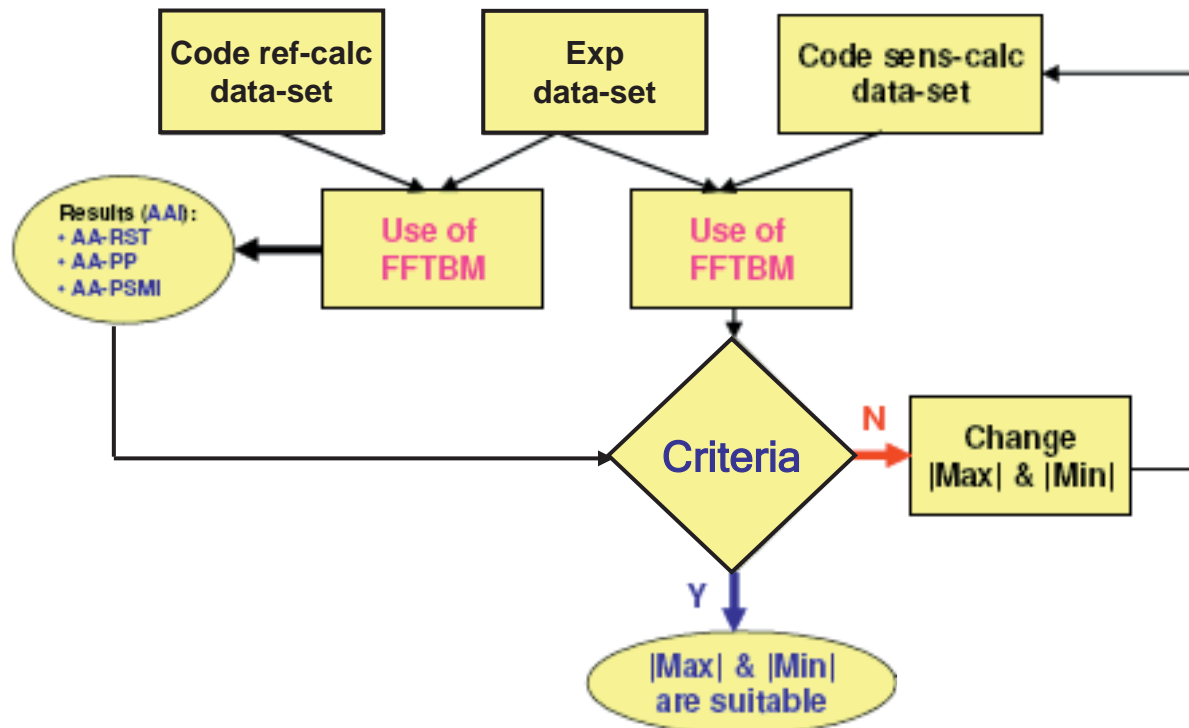 Code ref-calc
data-set
Exp
data-set
Code sens-calc
data-set
Results (AAI):
• AA-RST
• AA-PP
• AA-PSMI
Use of
FFTBM
Use of
FFTBM
Criteria
N
Change
|Max| & |Min|
Y
|Max| & |Min|
are suitable